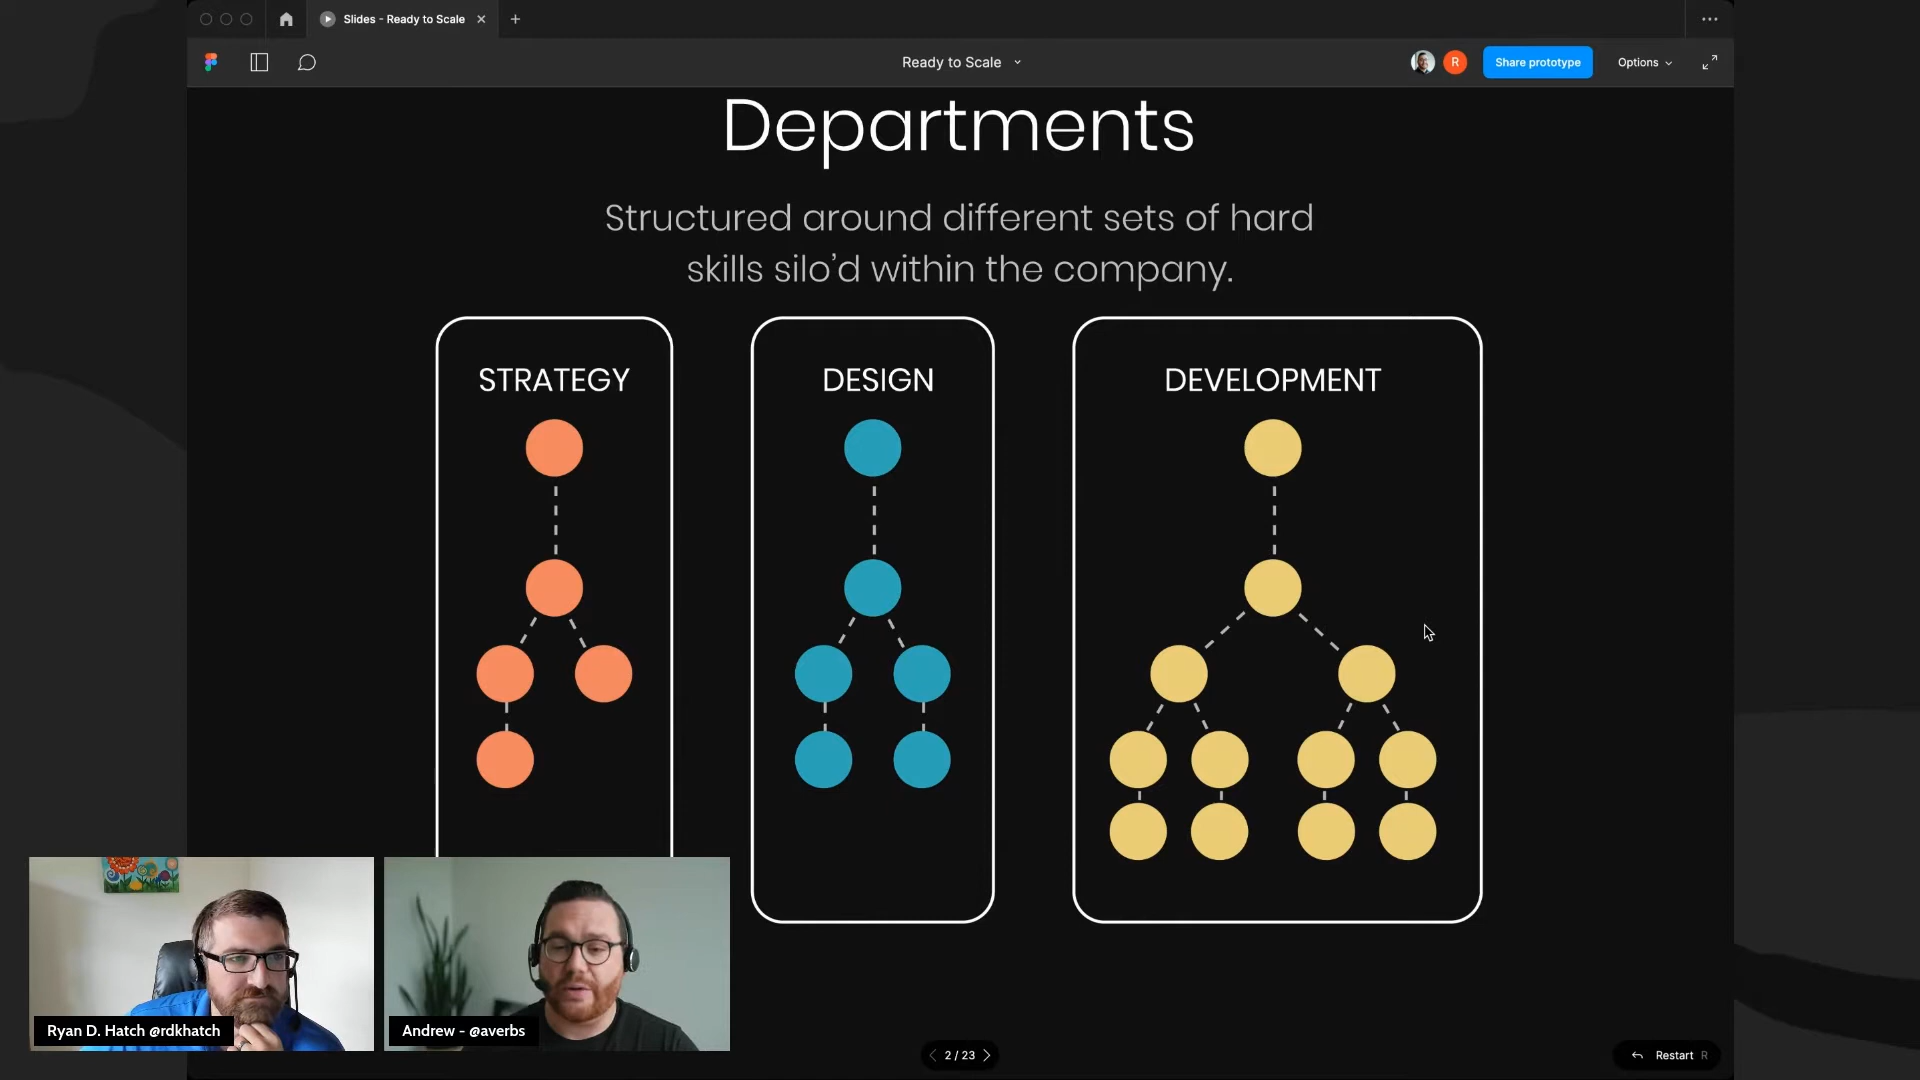 Slides - Ready to Scale
Ready to Scale
R
Share prototype
Options
Departments
Structured around different sets of hard
skills silo’d within the company.
STRATEGY
DESIGN
DEVELOPMENT
Ryan D. Hatch @rdkhatch
Andrew - @averbs
2 / 23
Restart R